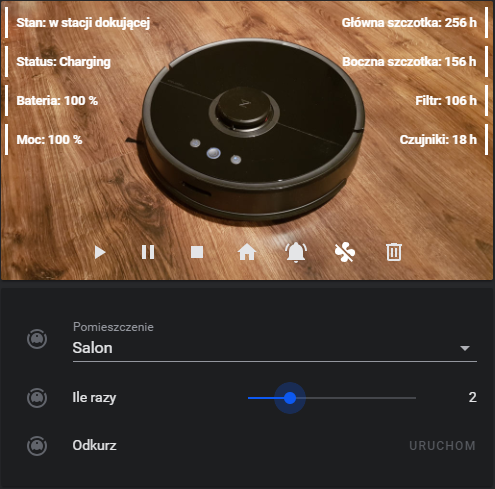 Stan: w stacji dokującej
Główna szczotka: 256 h
Status: Charging
Boczna szczotka: 156 h
Bateria: 100 %
Filtr: 106 h
Moc: 100 %
Czujniki: 18 h
Pomieszczenie
Salon
Ile razy
2
Odkurz
URUCHOM